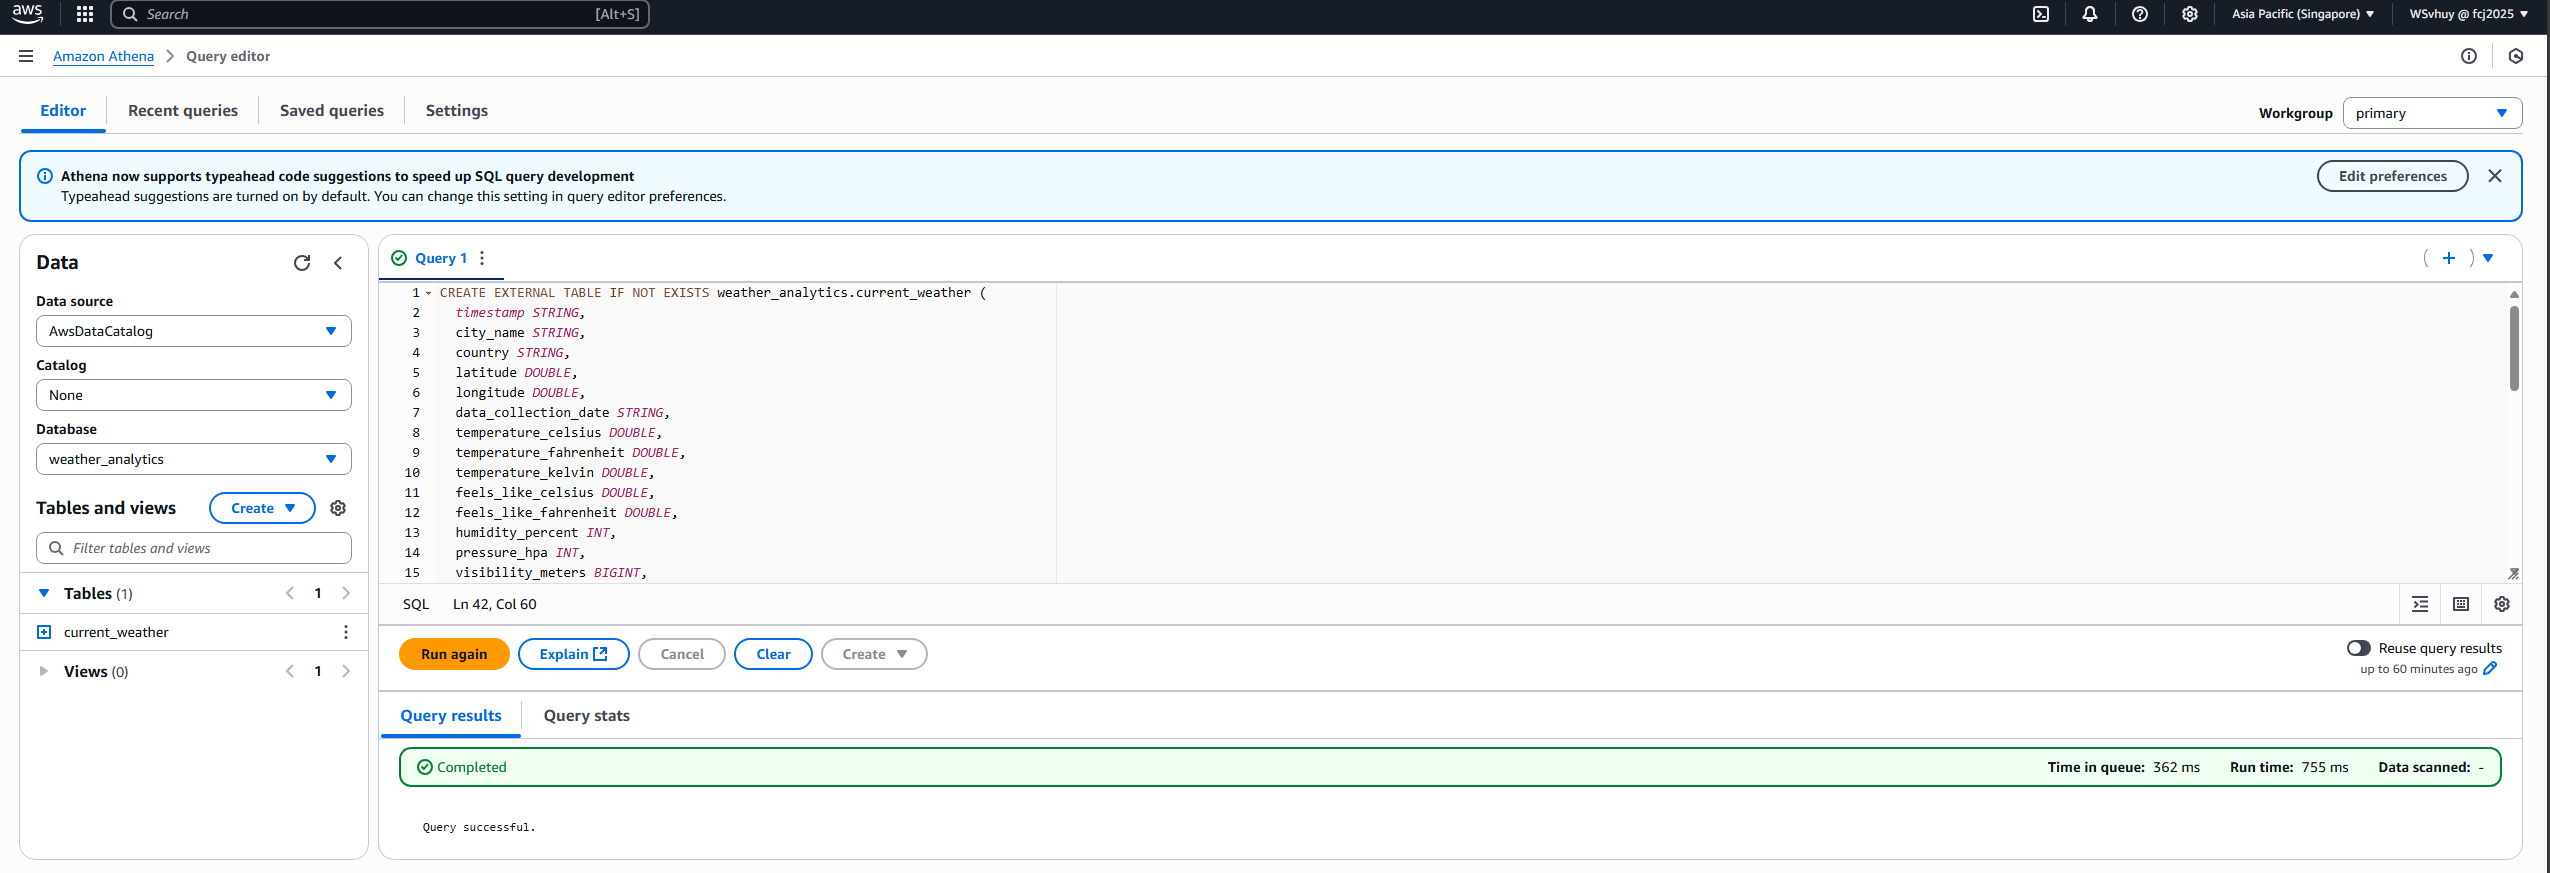 aws Search [Alt+S] Asia Pacific (Singapore) WSvhuy @ fcj2025
Amazon Athena Query editor
Editor Recent queries Saved queries Settings Workgroup primary
Athena now supports typeahead code suggestions to speed up SQL query development
Typeahead suggestions are turned on by default. You can change this setting in query editor preferences.
Edit preferences
Data
Data source
AwsDataCatalog
Catalog
None
Database
weather_analytics
Tables and views Create
Filter tables and views
Tables (1) 1
current_weather
Views (0) 1
Query 1
1 CREATE EXTERNAL TABLE IF NOT EXISTS weather_analytics.current_weather (
2 timestamp STRING,
3 city_name STRING,
4 country STRING,
5 latitude DOUBLE,
6 longitude DOUBLE,
7 data_collection_date STRING,
8 temperature_celsius DOUBLE,
9 temperature_fahrenheit DOUBLE,
10 temperature_kelvin DOUBLE,
11 feels_like_celsius DOUBLE,
12 feels_like_fahrenheit DOUBLE,
13 humidity_percent INT,
14 pressure_hpa INT,
15 visibility_meters BIGINT,
SQL Ln 42, Col 60
Run again Explain Cancel Clear Create
Reuse query results
up to 60 minutes ago
Query results Query stats
Completed Time in queue: 362 ms Run time: 755 ms Data scanned: -
Query successful.